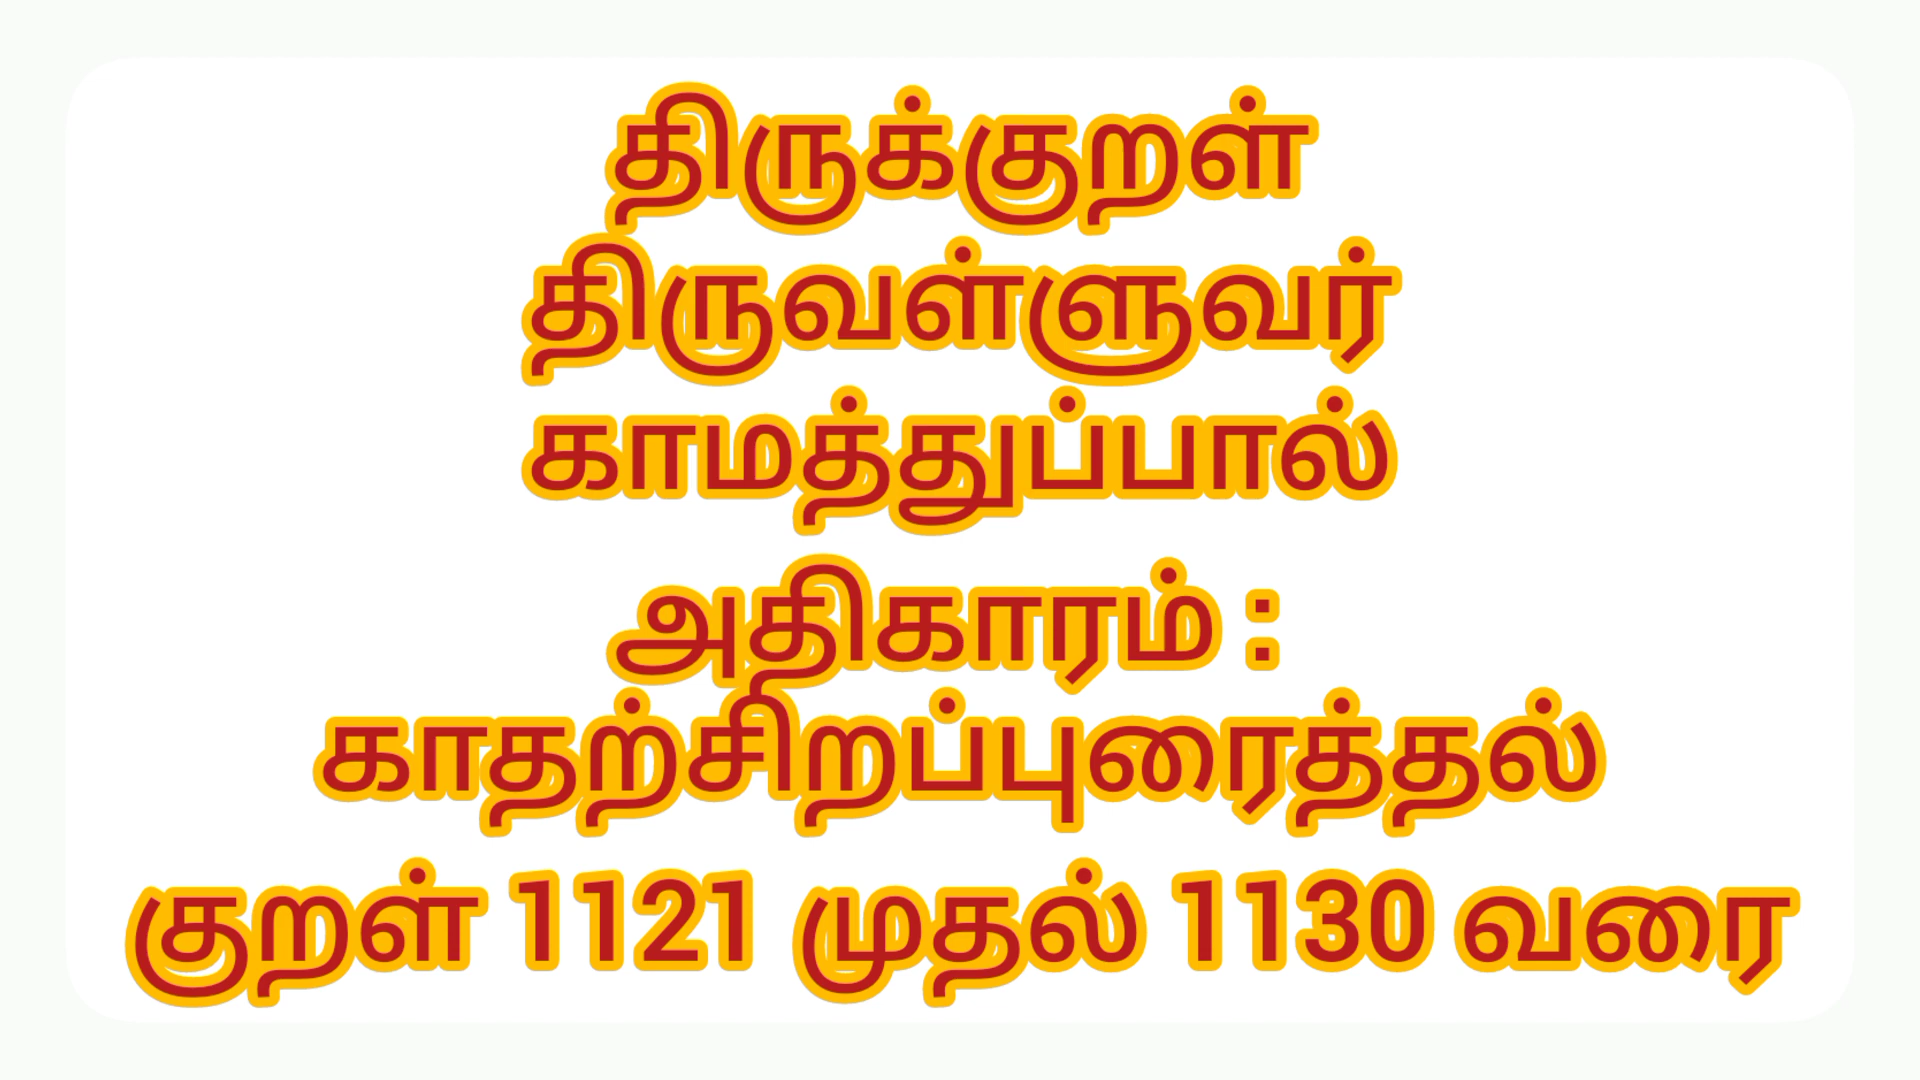 திருக்குறள்
திருவள்ளுவர்
காமத்துப்பால்
அதிகாரம் :
காதற்சிறப்புரைத்தல்
குறள் 1121 முதல் 1130 வரை